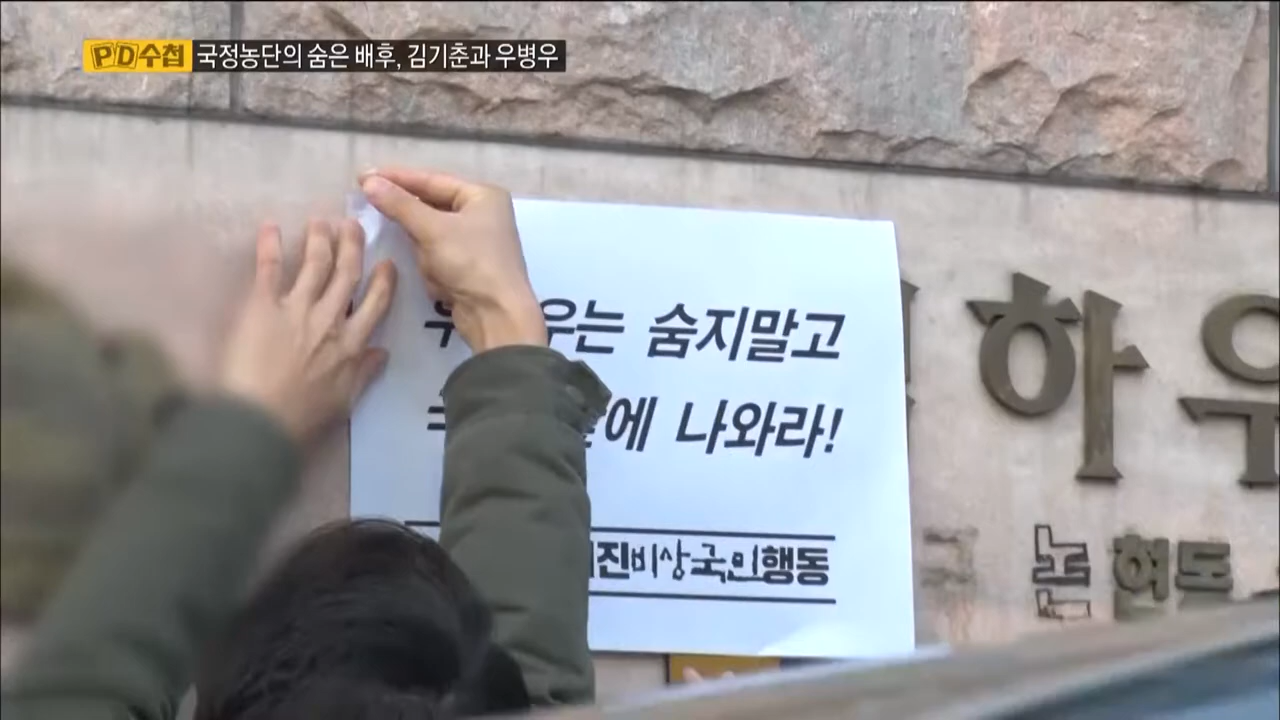 PD수첩 국정농단의 숨은 배후, 김기춘과 우병우
우는 숨지말고
에 나와라!
진비상국민행동
하우
논현도